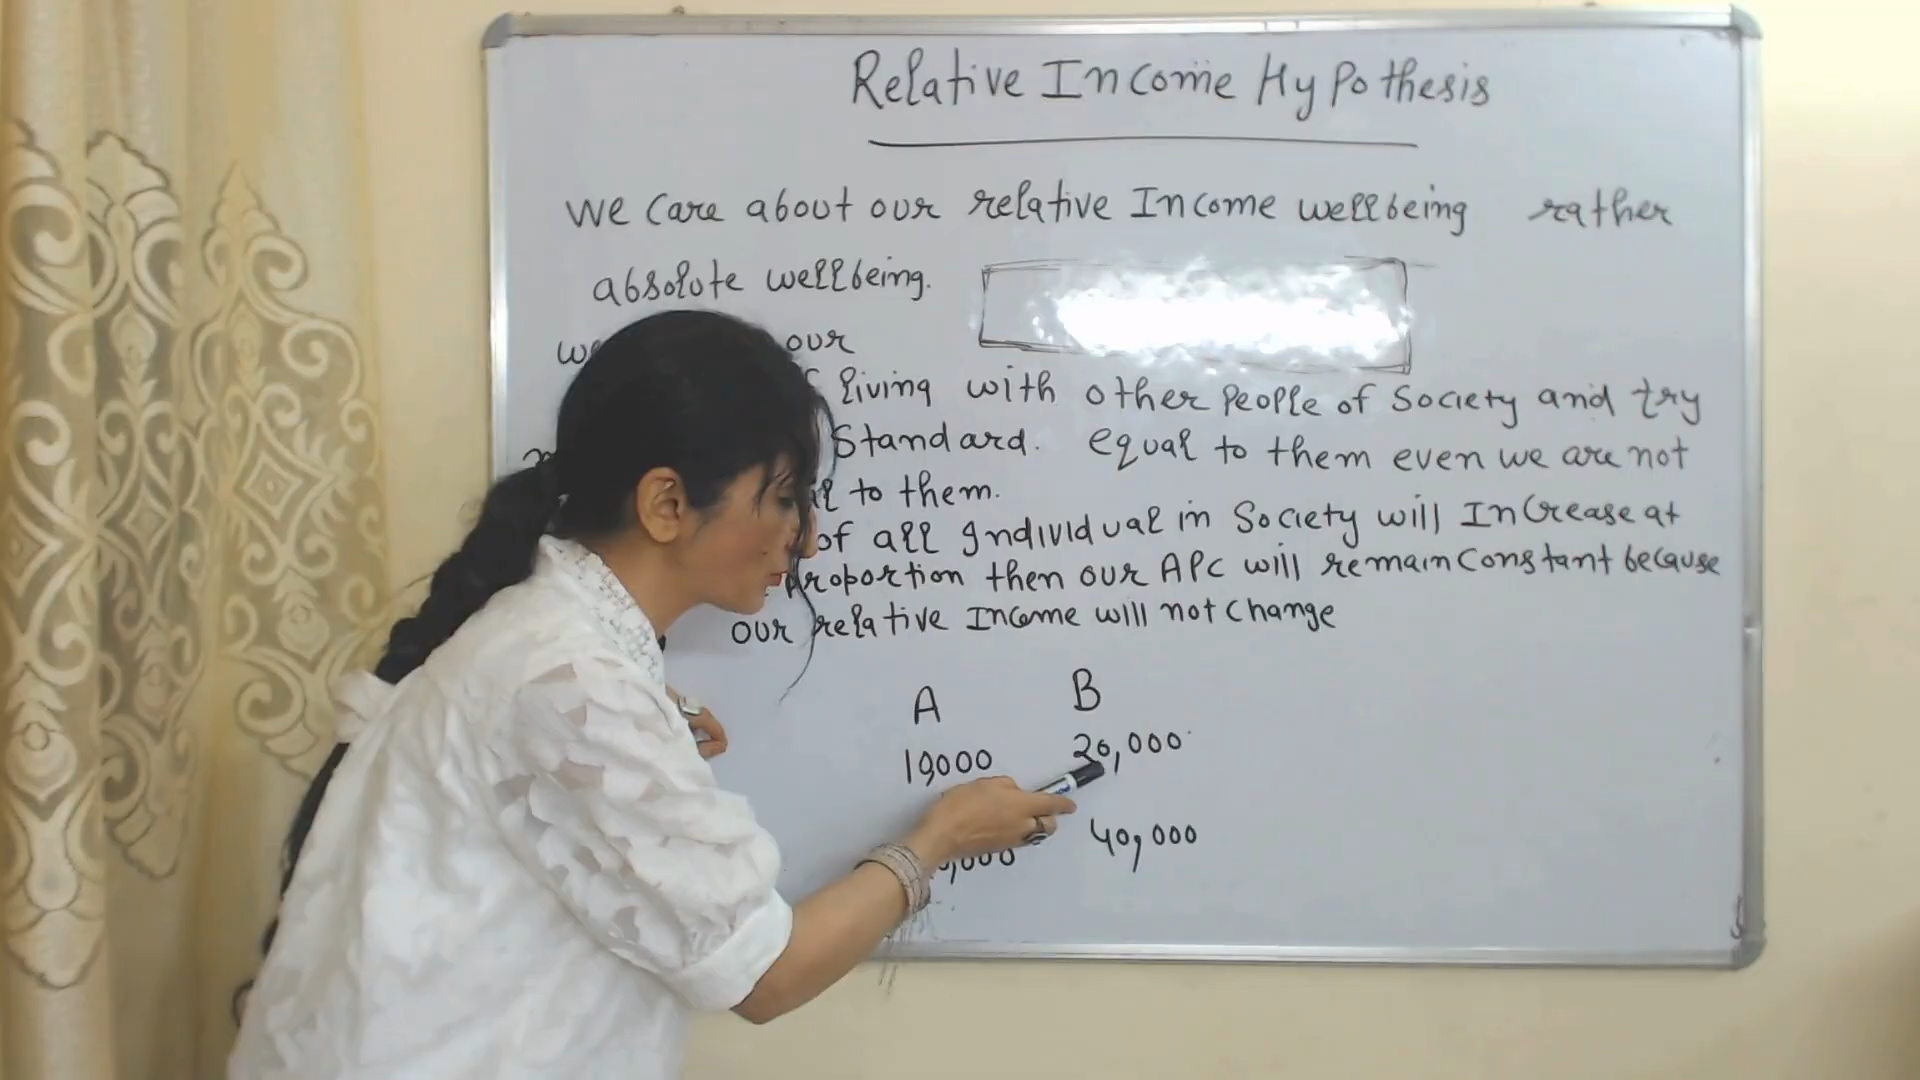 Relative Income Hypothesis
We Care about our relative Income wellbeing rather
absolute wellbeing.
our
living with other People of Society and try
Standard. equal to them even we are not
to them.
of all Individual in Society will Increase at
proportion then our APC will remain Constant because
our relative Income will not change
A B
20,000
40,000